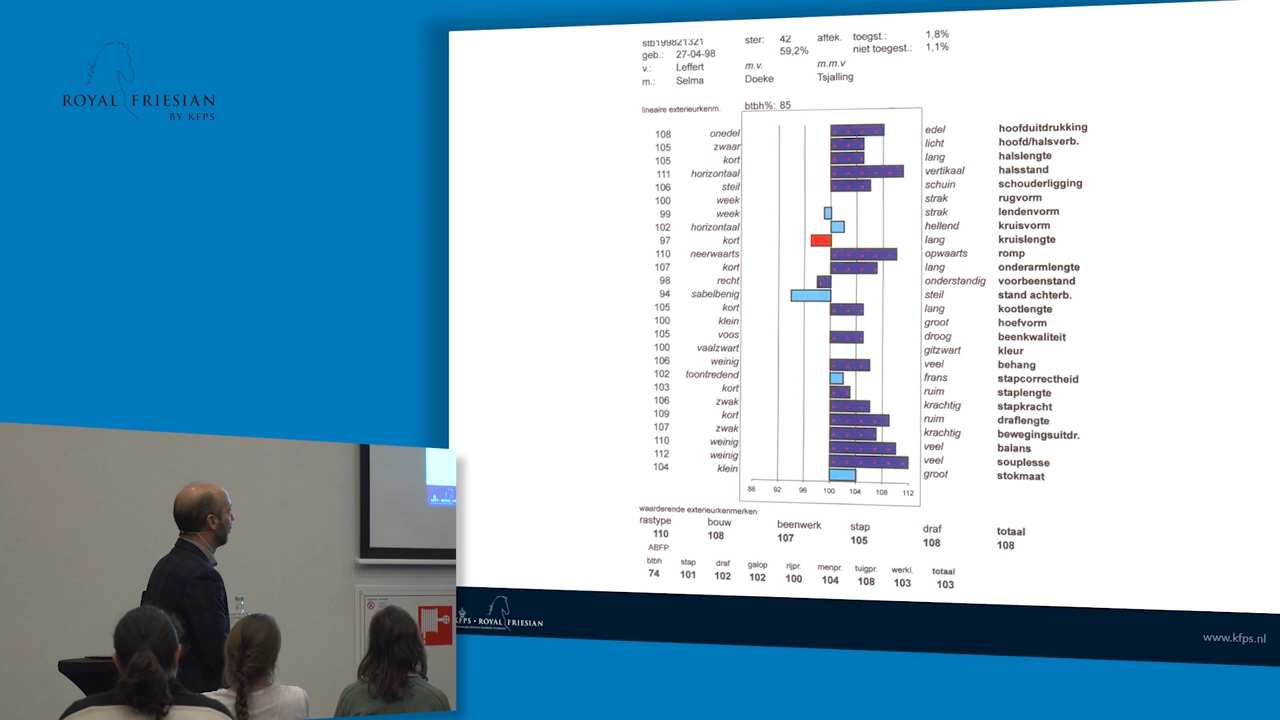 ROYAL FRIESIAN
BY KFPS
stb199821321 ster: 42 aftek. toegst.: 1,8%
geb.: 27-04-98 59,2% niet toegest.: 1,1%
v.: Leffert m.v. m.m.v
m.: Selma Doeke Tsjalling
lineaire exterieurkenm. btbh%: 85
108 onedel edel hoofduitdrukking
105 zwaar licht hoofd/halsverb.
105 kort lang halslengte
111 horizontaal vertikaal halsstand
106 steil schuin schouderligging
100 week strak rugvorm
99 week strak lendenvorm
102 horizontaal hellend kruisvorm
97 kort lang kruislengte
110 neerwaarts opwaarts romp
107 kort lang onderarmlengte
98 recht onderstandig voorbeenstand
94 sabelbenig steil stand achterb.
105 kort lang kootlengte
100 klein groot hoefvorm
105 voos droog beenkwaliteit
100 vaalzwart gitzwart kleur
106 weinig veel behang
102 toontredend frans stapcorrectheid
103 kort ruim staplengte
106 zwak krachtig stapkracht
109 kort ruim draflengte
107 zwak krachtig bewegingsuitdr.
110 weinig veel balans
112 weinig veel souplesse
104 klein groot stokmaat
88 92 96 100 104 108 112
waarderende exterieurkenmerken
rastype bouw beenwerk stap draf totaal
110 108 107 105 108 108
ABFP
btbh stap draf galop rijpr. menpr. tuigpr. werkl. totaal
74 101 102 102 100 104 108 103 103
KFPS • ROYAL FRIESIAN
www.kfps.nl